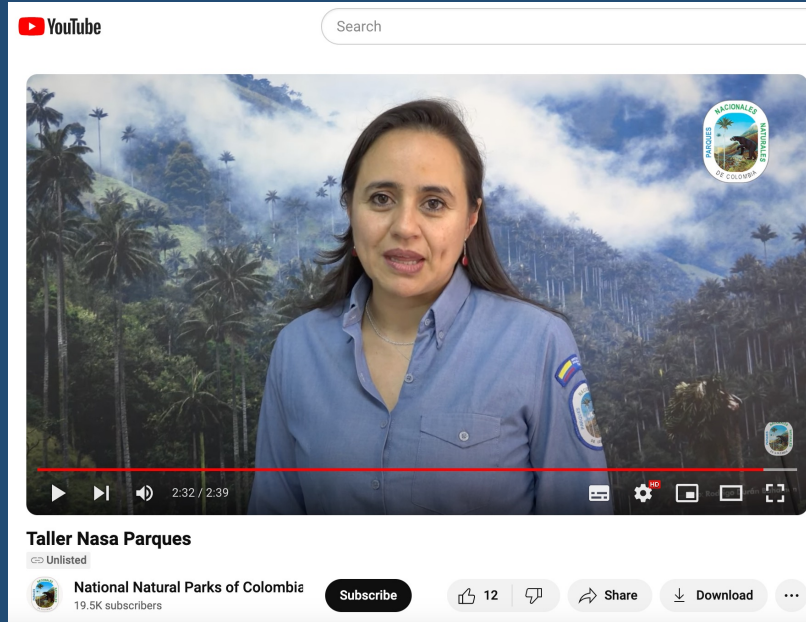 YouTube
Search
PARQUES NACIONALES NATURALES
DE COLOMBIA
2:32 / 2:39
HD
Taller Nasa Parques
Unlisted
National Natural Parks of Colombia
19.5K subscribers
Subscribe
12
Share
Download